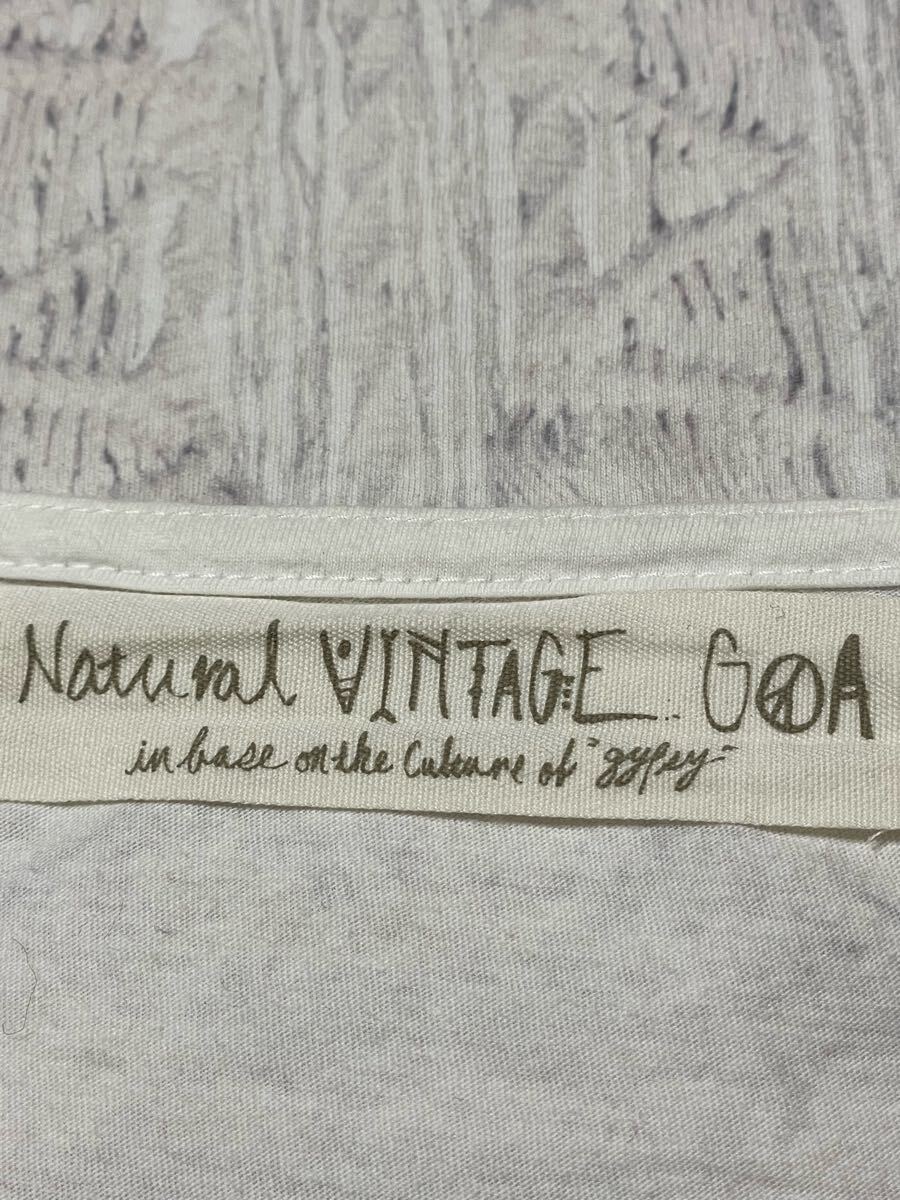 Natural VINTAGE GOA
in base on the Culture of "gypsy"